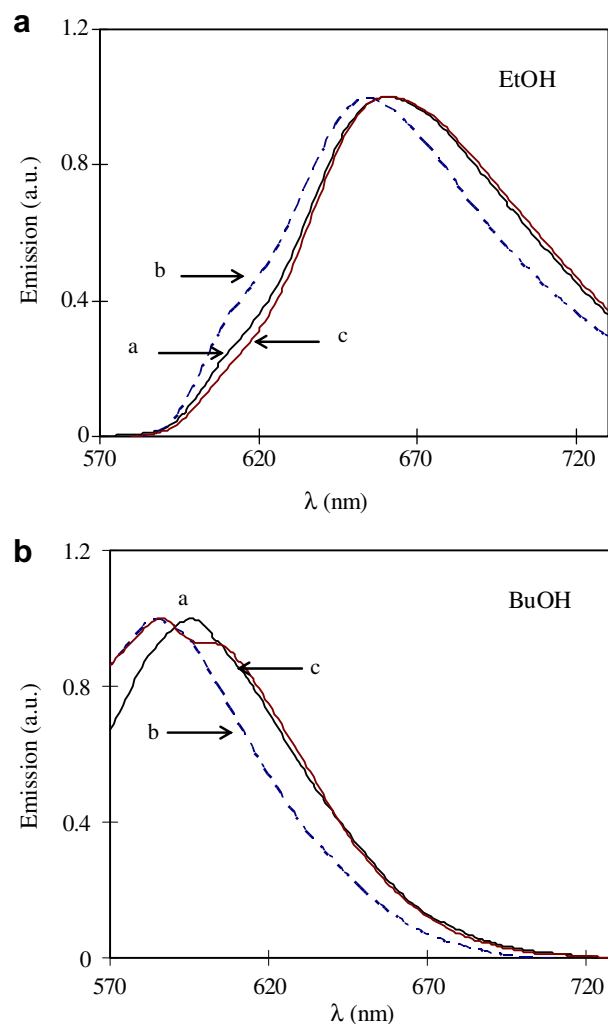 a
1.2
EtOH
0.8
Emission (a.u.)
b
0.4
a
c
0
570
620
670
720
λ (nm)
b
1.2
BuOH
a
c
0.8
b
Emission (a.u.)
0.4
0
570
620
670
720
λ (nm)